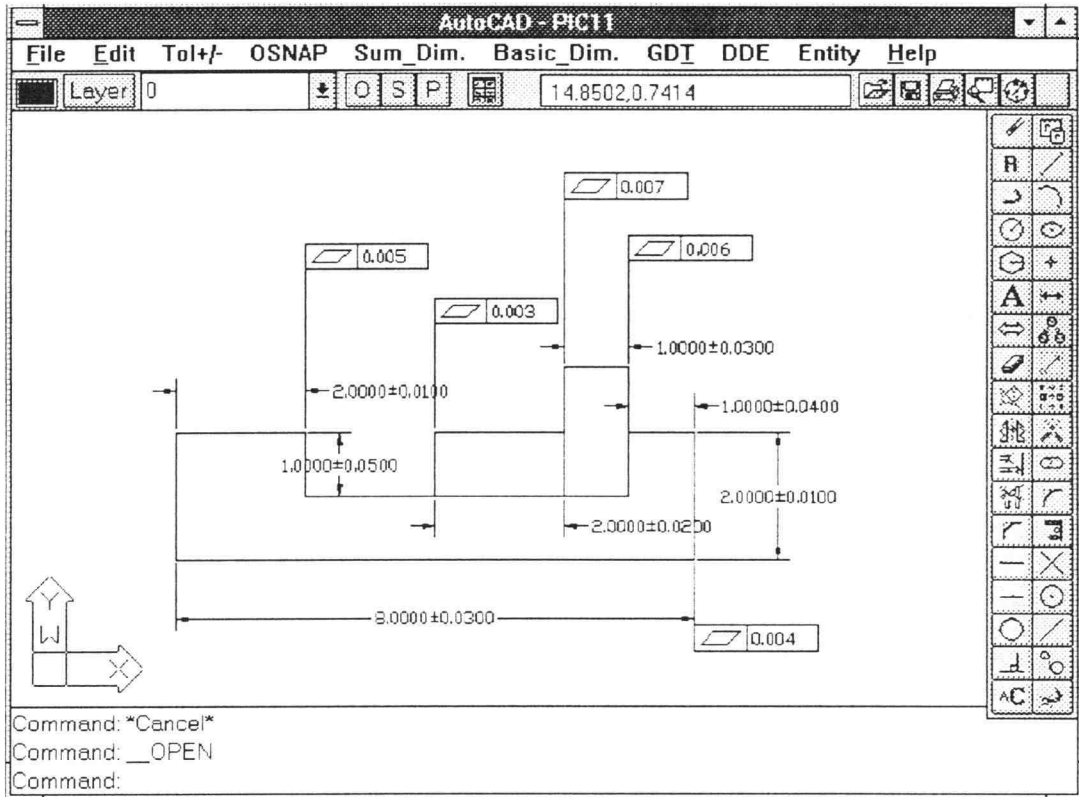 AutoCAD - PIC11
File Edit Tol+/- OSNAP Sum_Dim. Basic_Dim. GDT DDE Entity Help
Layer 0 O S P 14.8502,0.7414
R
A
0.007
0.005
0.006
0.003
1.0000±0.0300
2.0000±0.0100
1.0000±0.0400
1.0000±0.0500
2.0000±0.0100
2.0000±0.0200
8.0000±0.0300
0.004
Y
W
X
^C
Command: *Cancel*
Command: __OPEN
Command: